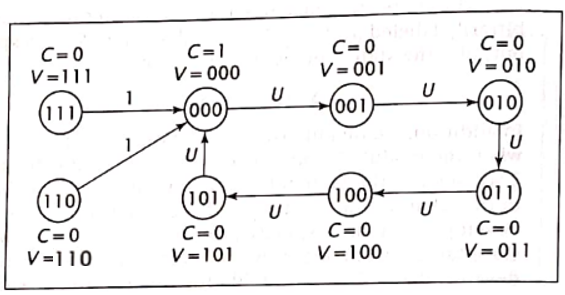 C=0
V=111
C=1
V=000
C=0
V=001
C=0
V=010
111
1
000
U
001
U
010
1
U
U
110
101
U
100
U
011
C=0
V=110
C=0
V=101
C=0
V=100
C=0
V=011